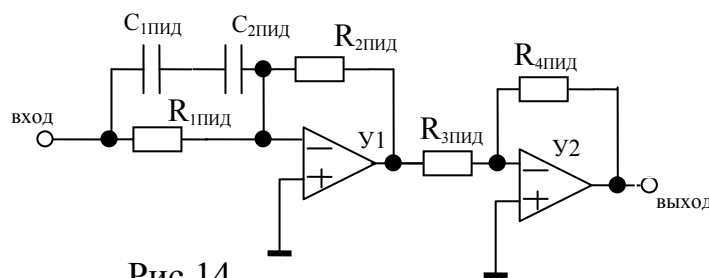 C1ПИД C2ПИД
R2ПИД
R4ПИД
вход
R1ПИД
У1
R3ПИД
У2
выход
Рис.14